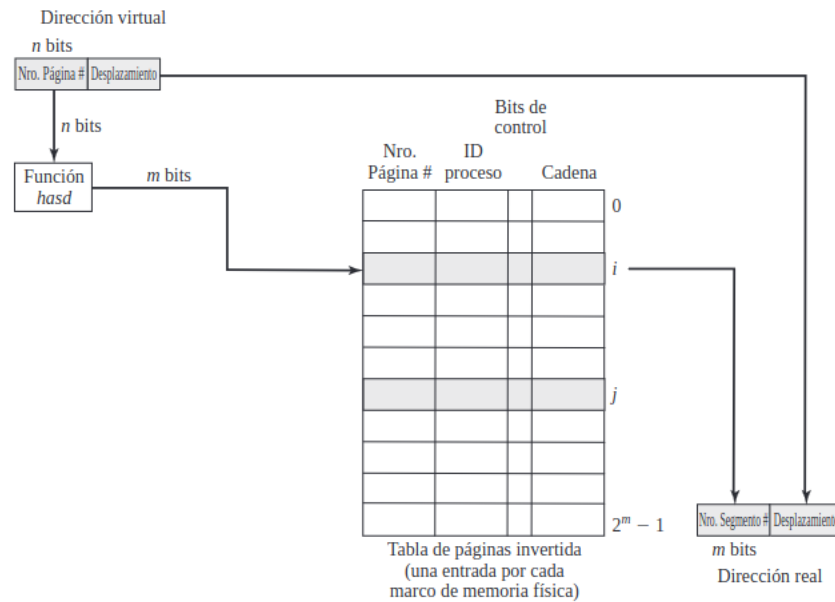 Dirección virtual
n bits
Nro. Página # Desplazamiento
n bits
Función
hasd
m bits
Bits de
control
Nro.
Página #
ID
proceso
Cadena
0
i
j
2^m − 1
Nro. Segmento # Desplazamiento
m bits
Dirección real
Tabla de páginas invertida
(una entrada por cada
marco de memoria física)